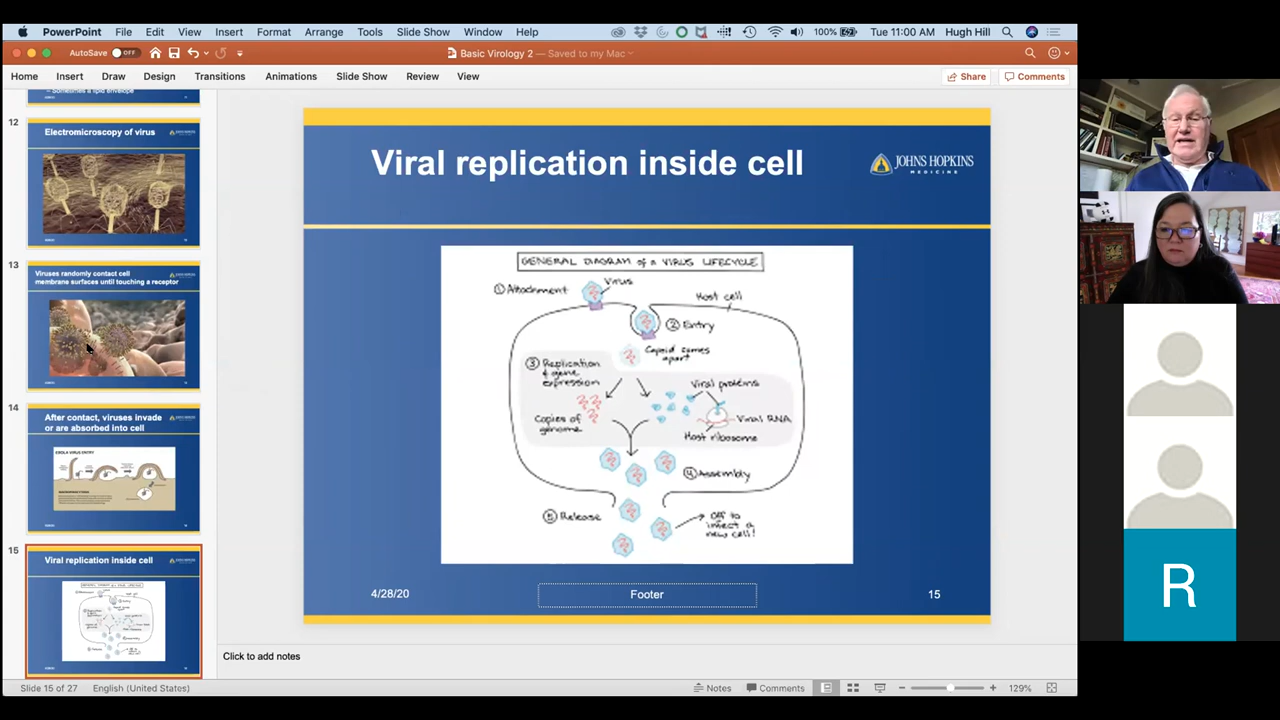 PowerPoint File Edit View Insert Format Arrange Tools Slide Show Window Help 100% Tue 11:00 AM Hugh Hill
AutoSave OFF Basic Virology 2 — Saved to my Mac
Home Insert Draw Design Transitions Animations Slide Show Review View Share Comments
– Sometimes a lipid envelope
12
Electromicroscopy of virus
13
Viruses randomly contact cell
membrane surfaces until touching a receptor
14
After contact, viruses invade
or are absorbed into cell
EBOLA VIRUS ENTRY
15
Viral replication inside cell
Viral replication inside cell
JOHNS HOPKINS
MEDICINE
GENERAL DIAGRAM of a VIRUS LIFECYCLE
① Attachment
Virus
Host cell
② Entry
Capsid comes
apart
③ Replication
& gene
expression
Viral proteins
Copies of
genome
Viral RNA
Host ribosome
④ Assembly
⑤ Release
Off to
infect a
new cell!
4/28/20
Footer
15
Click to add notes
Slide 15 of 27 English (United States) Notes Comments 129%
R